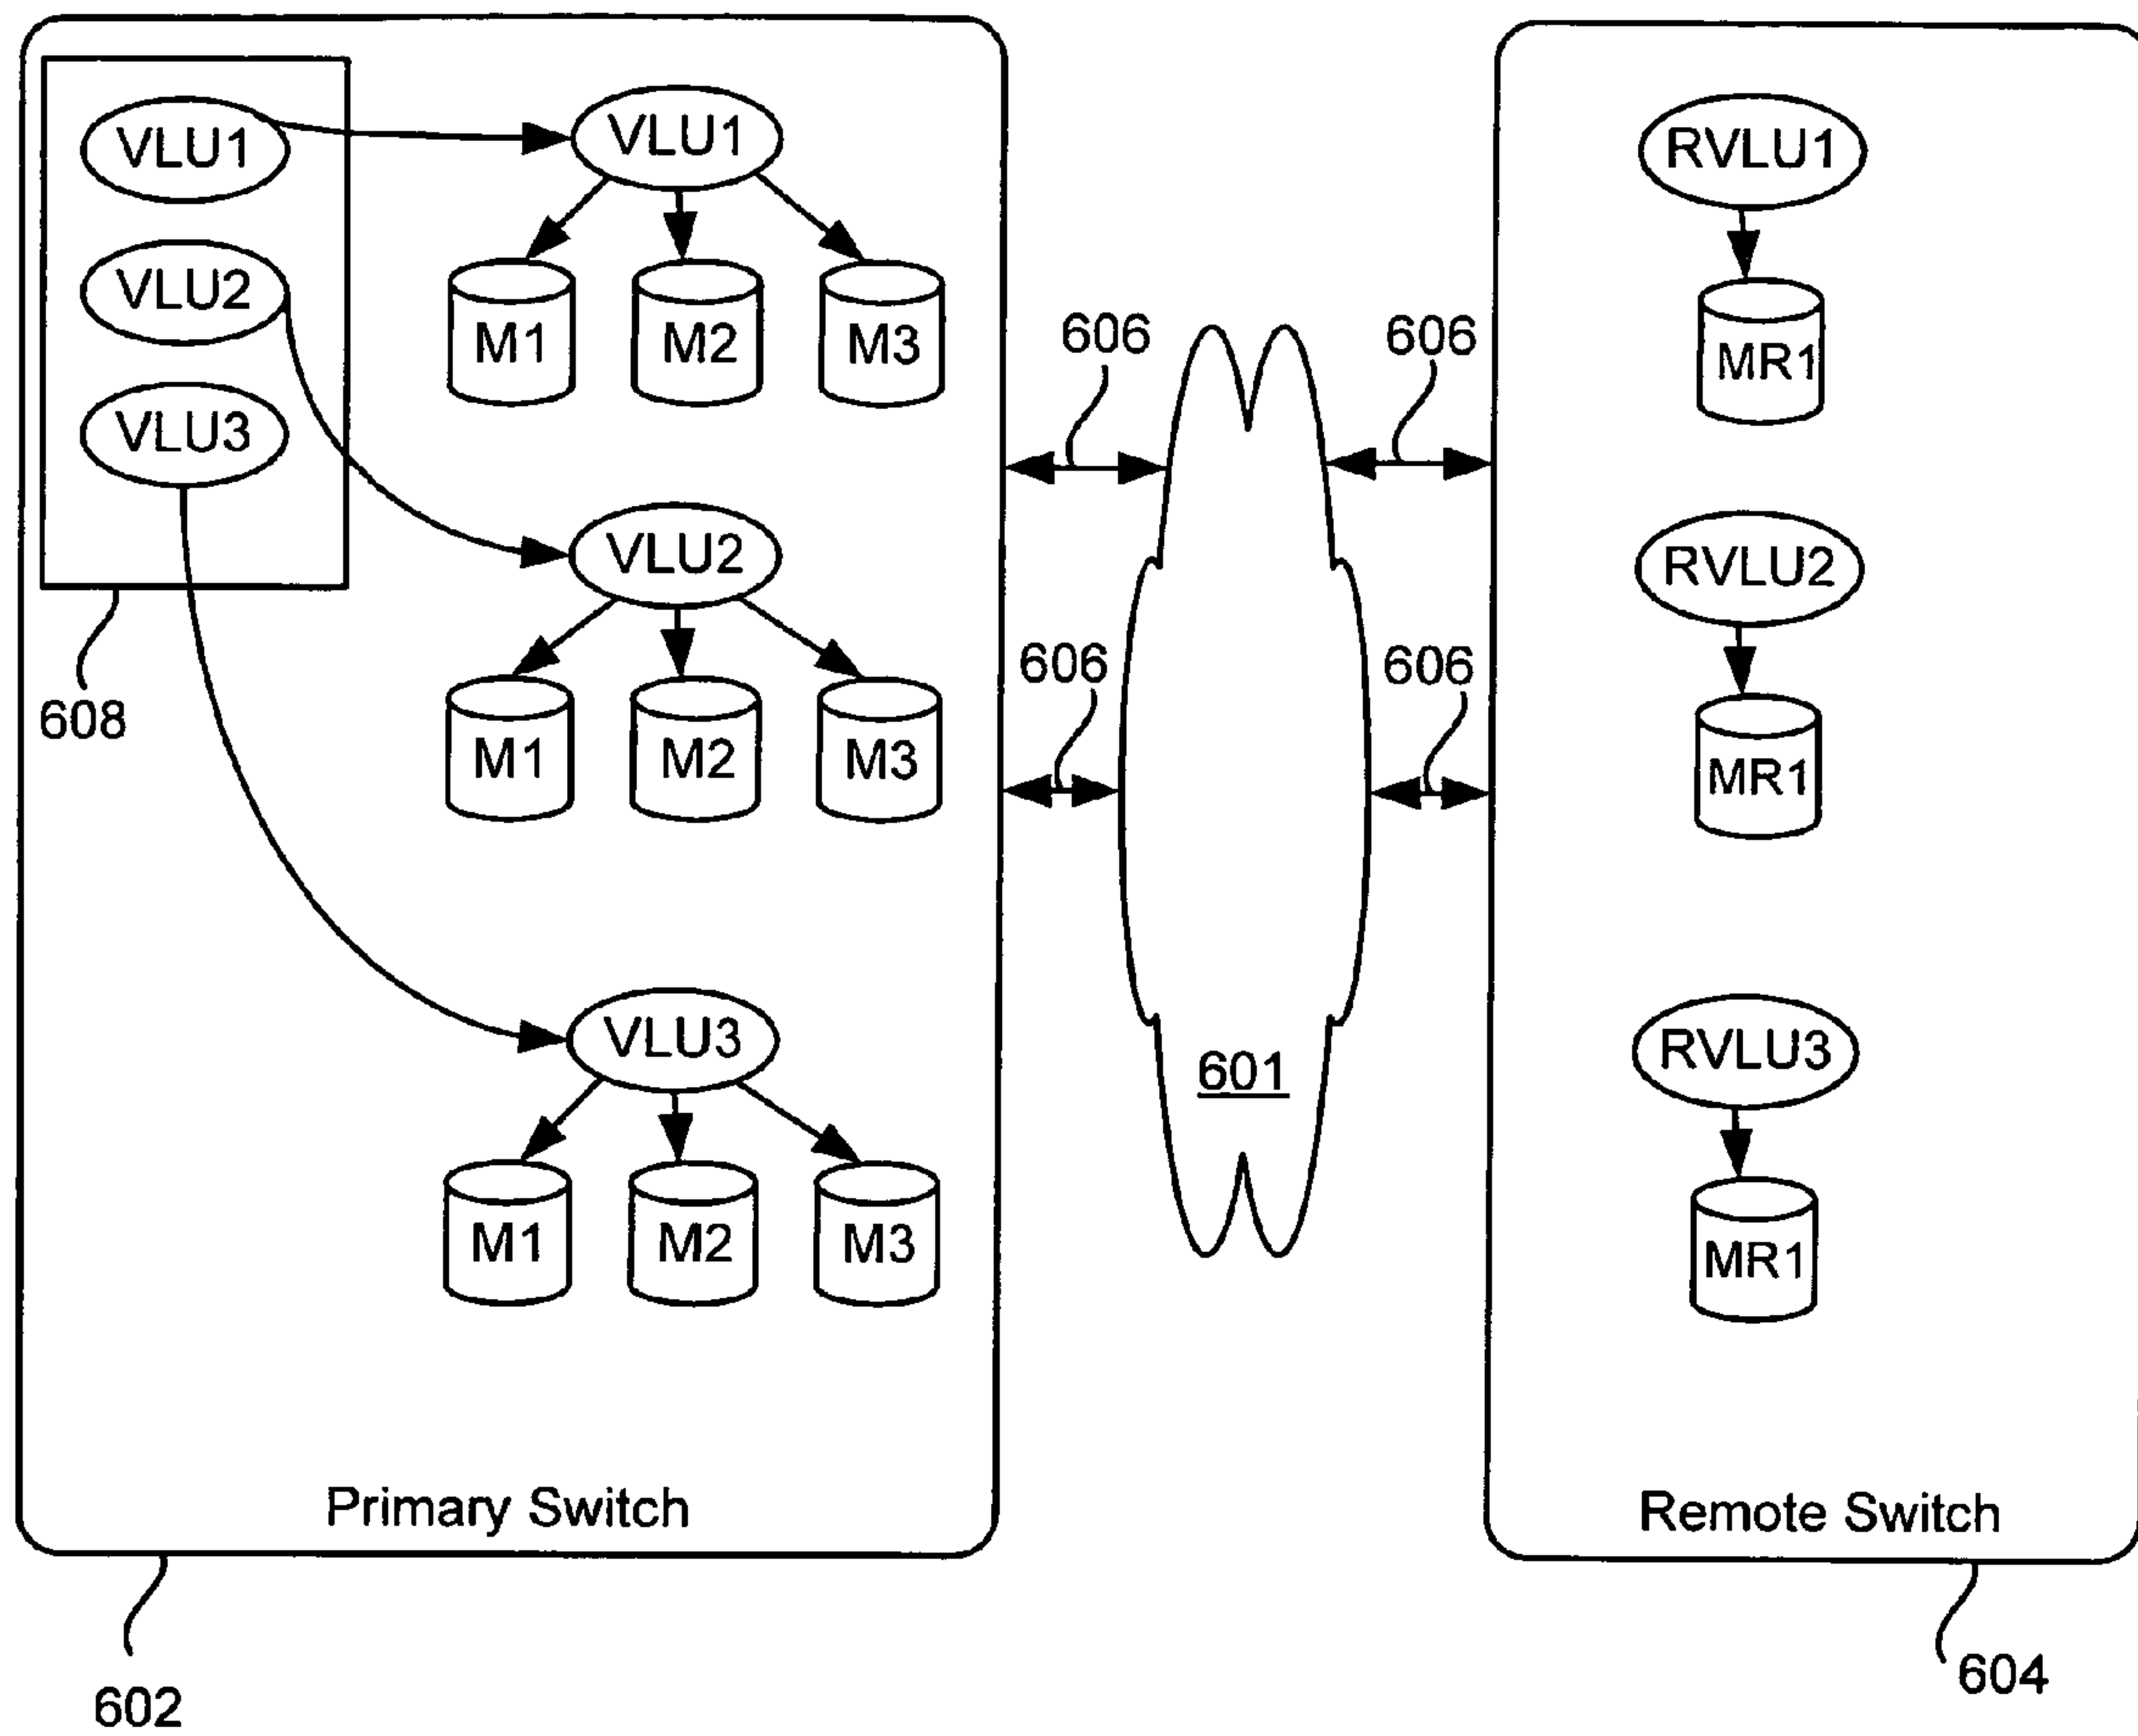 VLU1
VLU2
VLU3
608
VLU1
M1 M2 M3
VLU2
M1 M2 M3
VLU3
M1 M2 M3
Primary Switch
602
606 606
606 606
601
RVLU1
MR1
RVLU2
MR1
RVLU3
MR1
Remote Switch
604